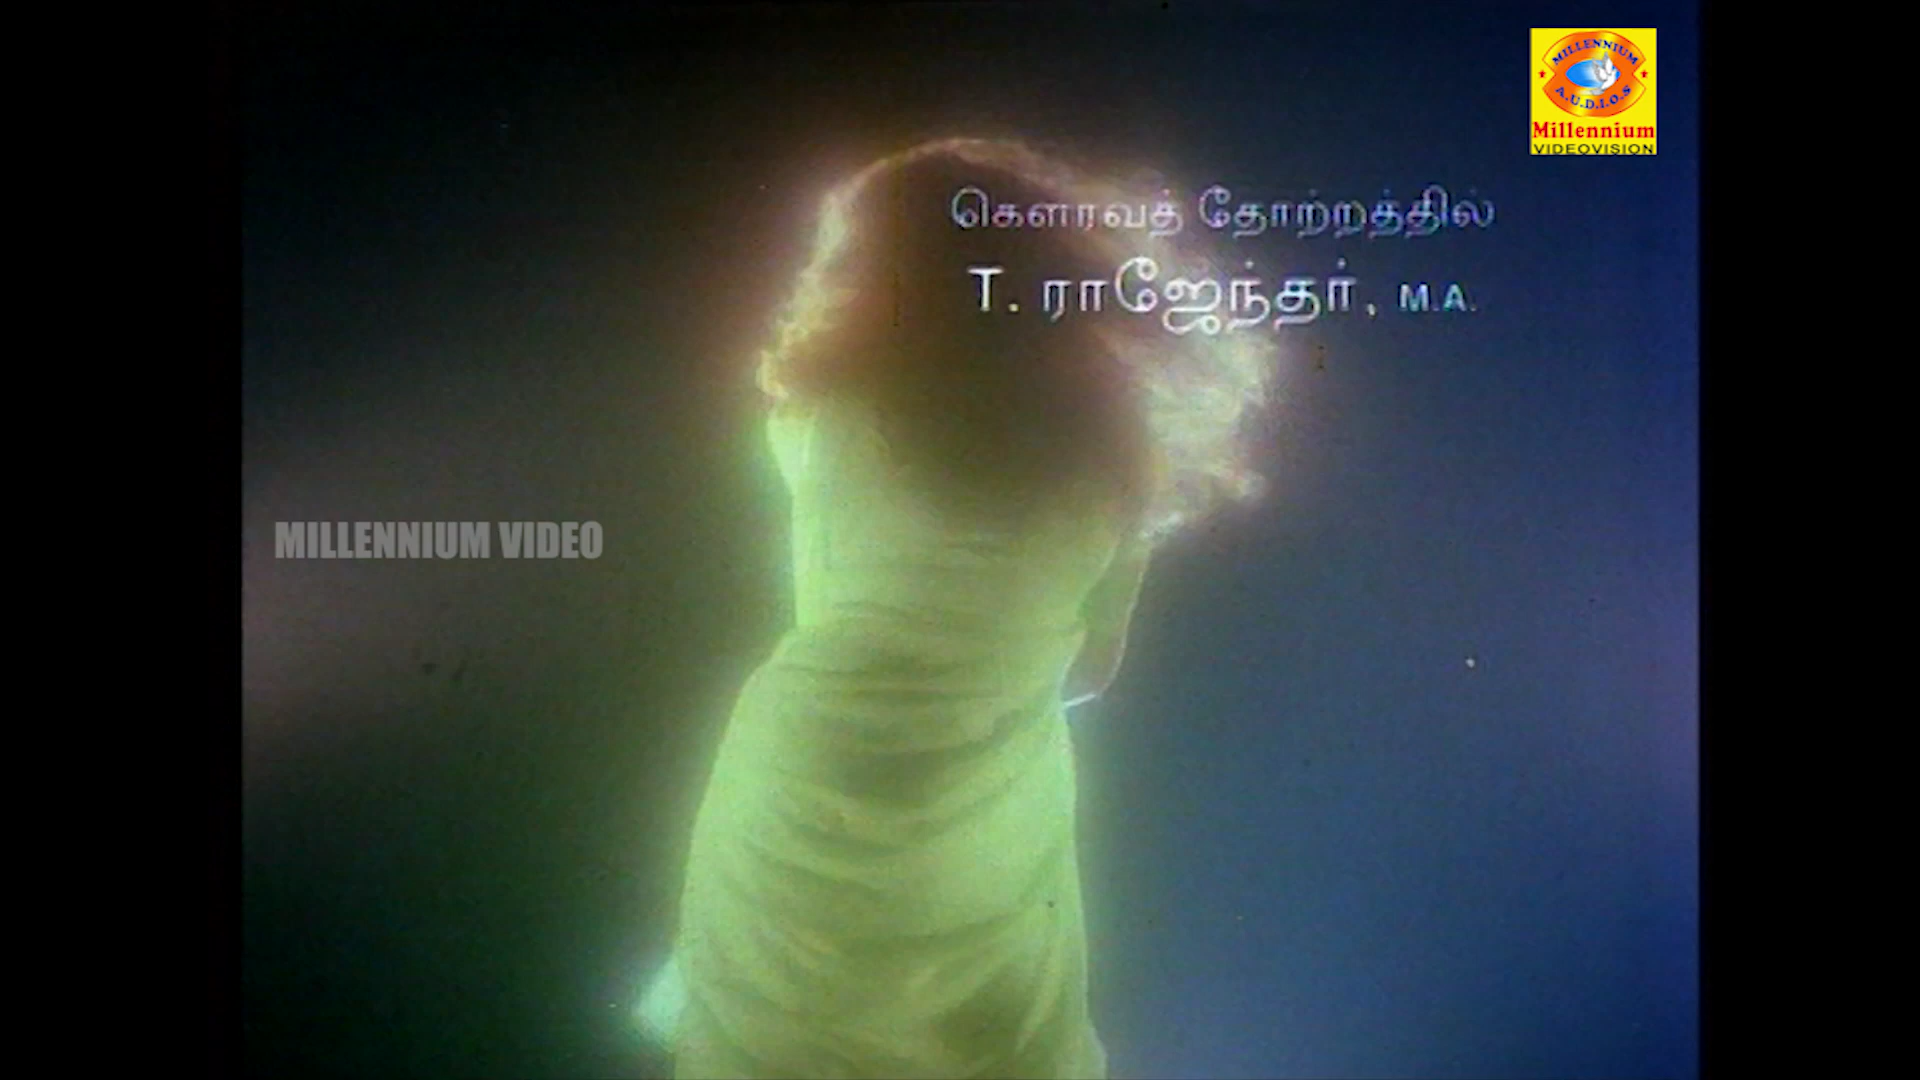 MILLENNIUM
A.U.D.I.O.S
Millennium
VIDEOVISION
கௌரவத் தோற்றத்தில்
T. ராஜேந்தர், M.A.
MILLENNIUM VIDEO